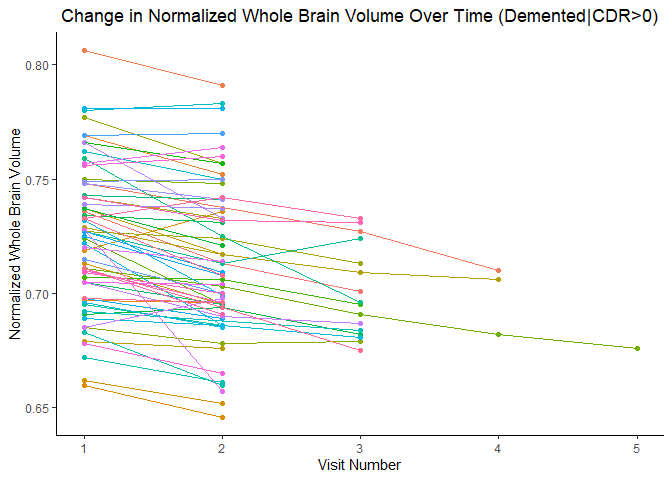 Change in Normalized Whole Brain Volume Over Time (Demented|CDR>0)
Normalized Whole Brain Volume
0.80
0.75
0.70
0.65
1 2 3 4 5
Visit Number